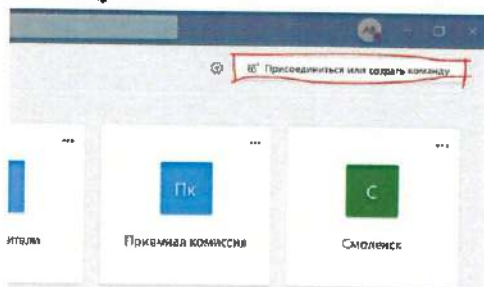 Присоединиться или создать команду
Пк
С
Приемная комиссия
Смоленск